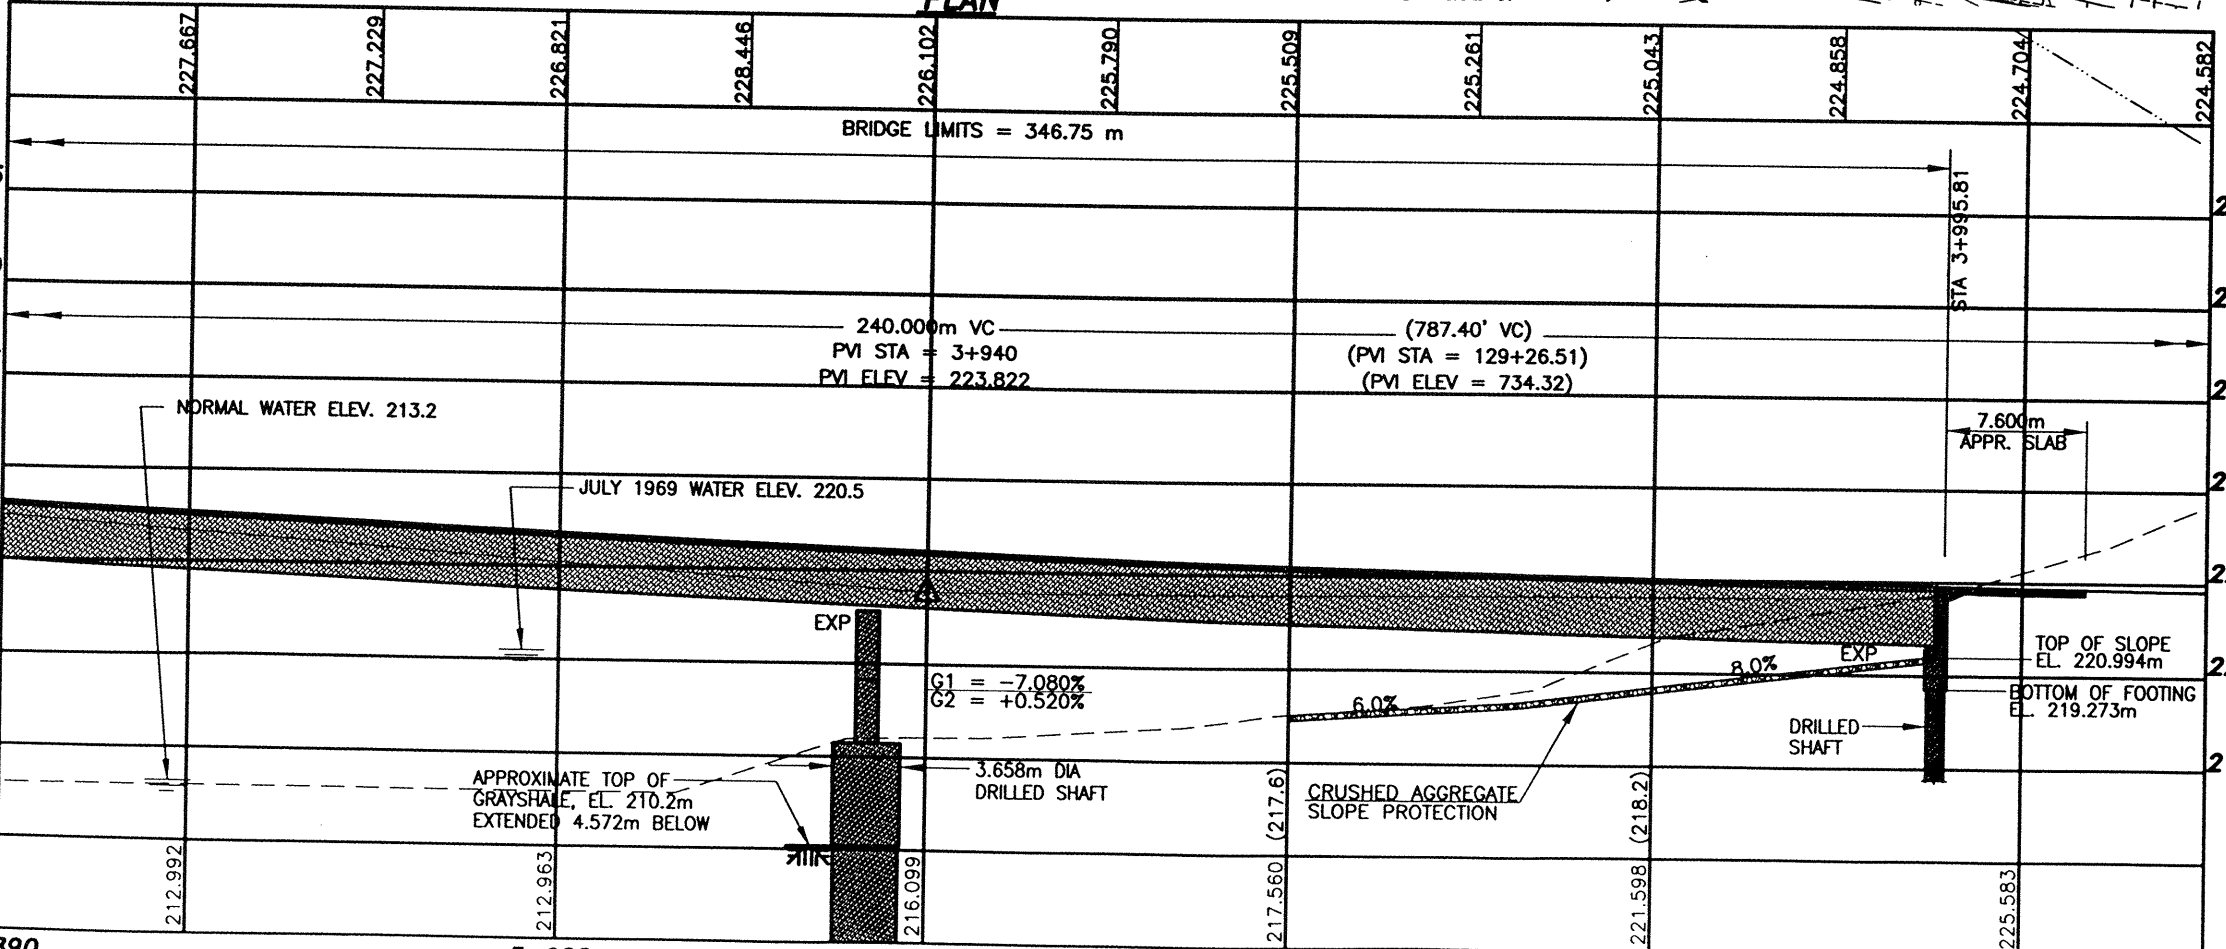 PLAN
227.667
227.229
226.821
228.446
226.102
225.790
225.509
225.261
225.043
224.858
224.704
224.582
BRIDGE LIMITS = 346.75 m
STA 3+995.81
240.000m VC
PVI STA = 3+940
PVI ELEV = 223.822
(787.40' VC)
(PVI STA = 129+26.51)
(PVI ELEV = 734.32)
NORMAL WATER ELEV. 213.2
7.600m
APPR. SLAB
JULY 1969 WATER ELEV. 220.5
EXP
G1 = -7.080%
G2 = +0.520%
6.0%
8.0%
EXP
TOP OF SLOPE
EL. 220.994m
BOTTOM OF FOOTING
EL. 219.273m
DRILLED
SHAFT
APPROXIMATE TOP OF
GRAYSHALE, EL. 210.2m
EXTENDED 4.572m BELOW
3.658m DIA
DRILLED SHAFT
CRUSHED AGGREGATE
SLOPE PROTECTION
212.992
212.963
216.099
217.560 (217.6)
221.598 (218.2)
225.583